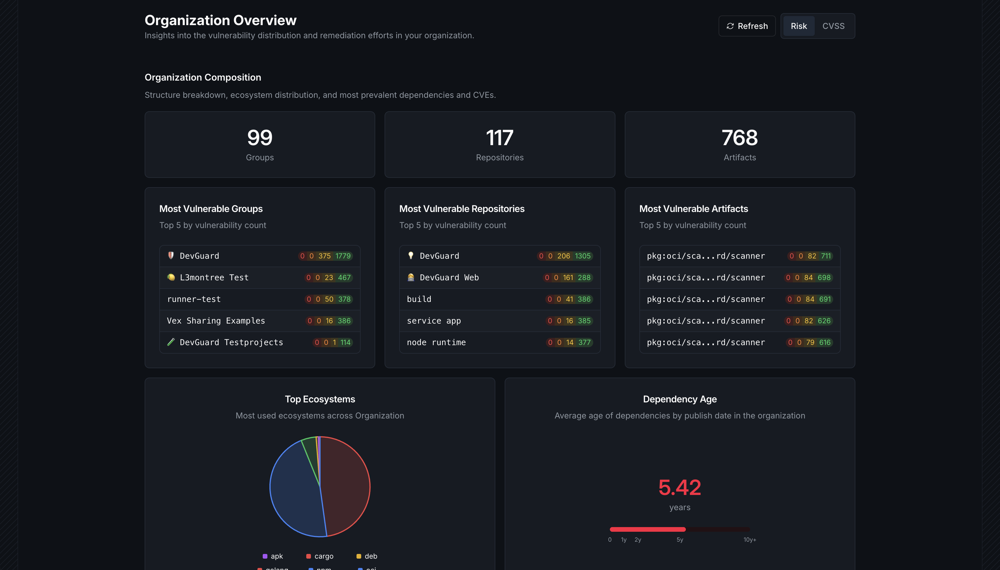 Organization Overview
Insights into the vulnerability distribution and remediation efforts in your organization.
Refresh
Risk
CVSS
Organization Composition
Structure breakdown, ecosystem distribution, and most prevalent dependencies and CVEs.
99
Groups
117
Repositories
768
Artifacts
Most Vulnerable Groups
Top 5 by vulnerability count
DevGuard 0 0 375 1779
L3montree Test 0 0 23 467
runner-test 0 0 50 378
Vex Sharing Examples 0 0 16 386
DevGuard Testprojects 0 0 1 114
Most Vulnerable Repositories
Top 5 by vulnerability count
DevGuard 0 0 206 1305
DevGuard Web 0 0 161 288
build 0 0 41 386
service app 0 0 16 385
node runtime 0 0 14 377
Most Vulnerable Artifacts
Top 5 by vulnerability count
pkg:oci/sca...rd/scanner 0 0 82 711
pkg:oci/sca...rd/scanner 0 0 84 698
pkg:oci/sca...rd/scanner 0 0 84 691
pkg:oci/sca...rd/scanner 0 0 82 626
pkg:oci/sca...rd/scanner 0 0 79 616
Top Ecosystems
Most used ecosystems across Organization
apk cargo deb
golang npm oci
Dependency Age
Average age of dependencies by publish date in the organization
5.42
years
0 1y 2y 5y 10y+